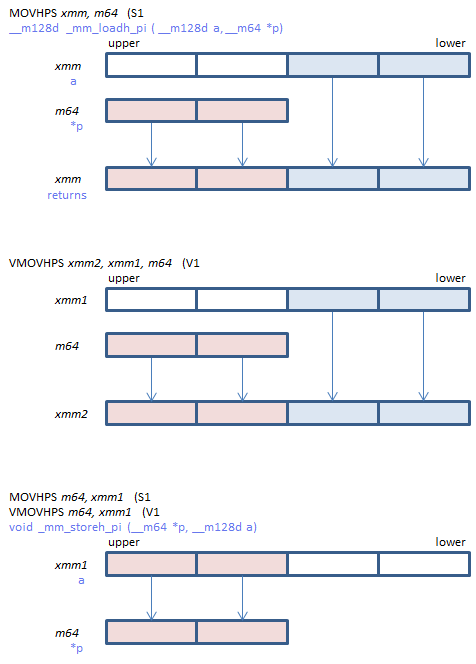 MOVHPS xmm, m64   (S1
__m128d  _mm_loadh_pi ( __m128d a, __m64 *p)
upper lower
xmm
a
m64
*p
xmm
returns
VMOVHPS xmm2, xmm1, m64   (V1
upper lower
xmm1
m64
xmm2
MOVHPS m64, xmm1   (S1
VMOVHPS m64, xmm1   (V1
void _mm_storeh_pi (__m64 *p, __m128d a)
upper lower
xmm1
a
m64
*p